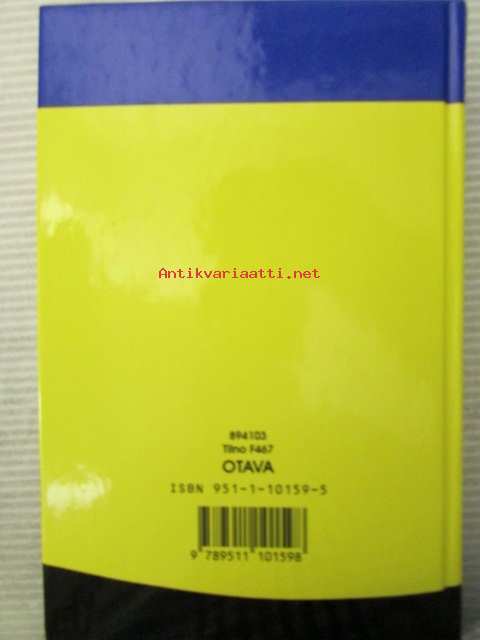 Antikvariaatti.net
894103
Tilno F467
OTAVA
ISBN 951-1-10159-5
9 789511 101598